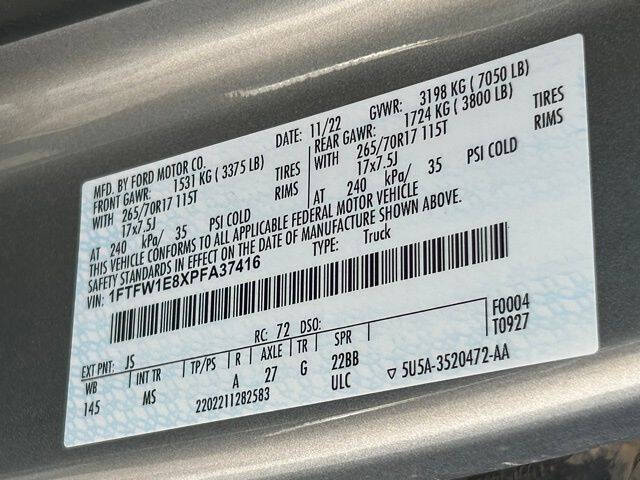 MFD. BY FORD MOTOR CO. DATE: 11/22 GVWR: 3198 KG ( 7050 LB)
FRONT GAWR: 1531 KG ( 3375 LB) REAR GAWR: 1724 KG ( 3800 LB)
WITH 265/70R17 115T TIRES WITH 265/70R17 115T TIRES
17x7.5J RIMS 17x7.5J RIMS
AT 240 kPa/ 35 PSI COLD AT 240 kPa/ 35 PSI COLD
THIS VEHICLE CONFORMS TO ALL APPLICABLE FEDERAL MOTOR VEHICLE
SAFETY STANDARDS IN EFFECT ON THE DATE OF MANUFACTURE SHOWN ABOVE.
VIN: 1FTFW1E8XPFA37416 TYPE: Truck
F0004
T0927
EXT PNT: JS RC: 72 DSO:
WB INT TR TP/PS R AXLE TR SPR
145 MS A 27 G 22BB
2202211282583 ULC ▽ 5U5A-3520472-AA